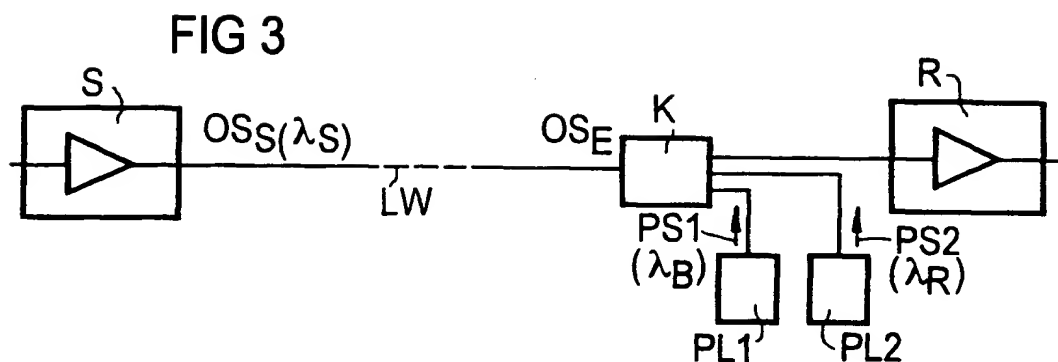 FIG 3
S
R
OSS(λS)
OSE
K
LW
PS1
(λB)
PS2
(λR)
PL1
PL2